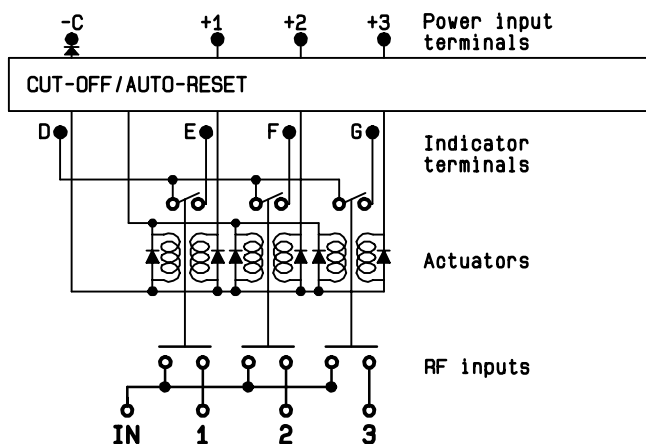 -C +1 +2 +3 Power input
terminals
CUT-OFF/AUTO-RESET
D E F G Indicator
terminals
Actuators
RF inputs
IN 1 2 3